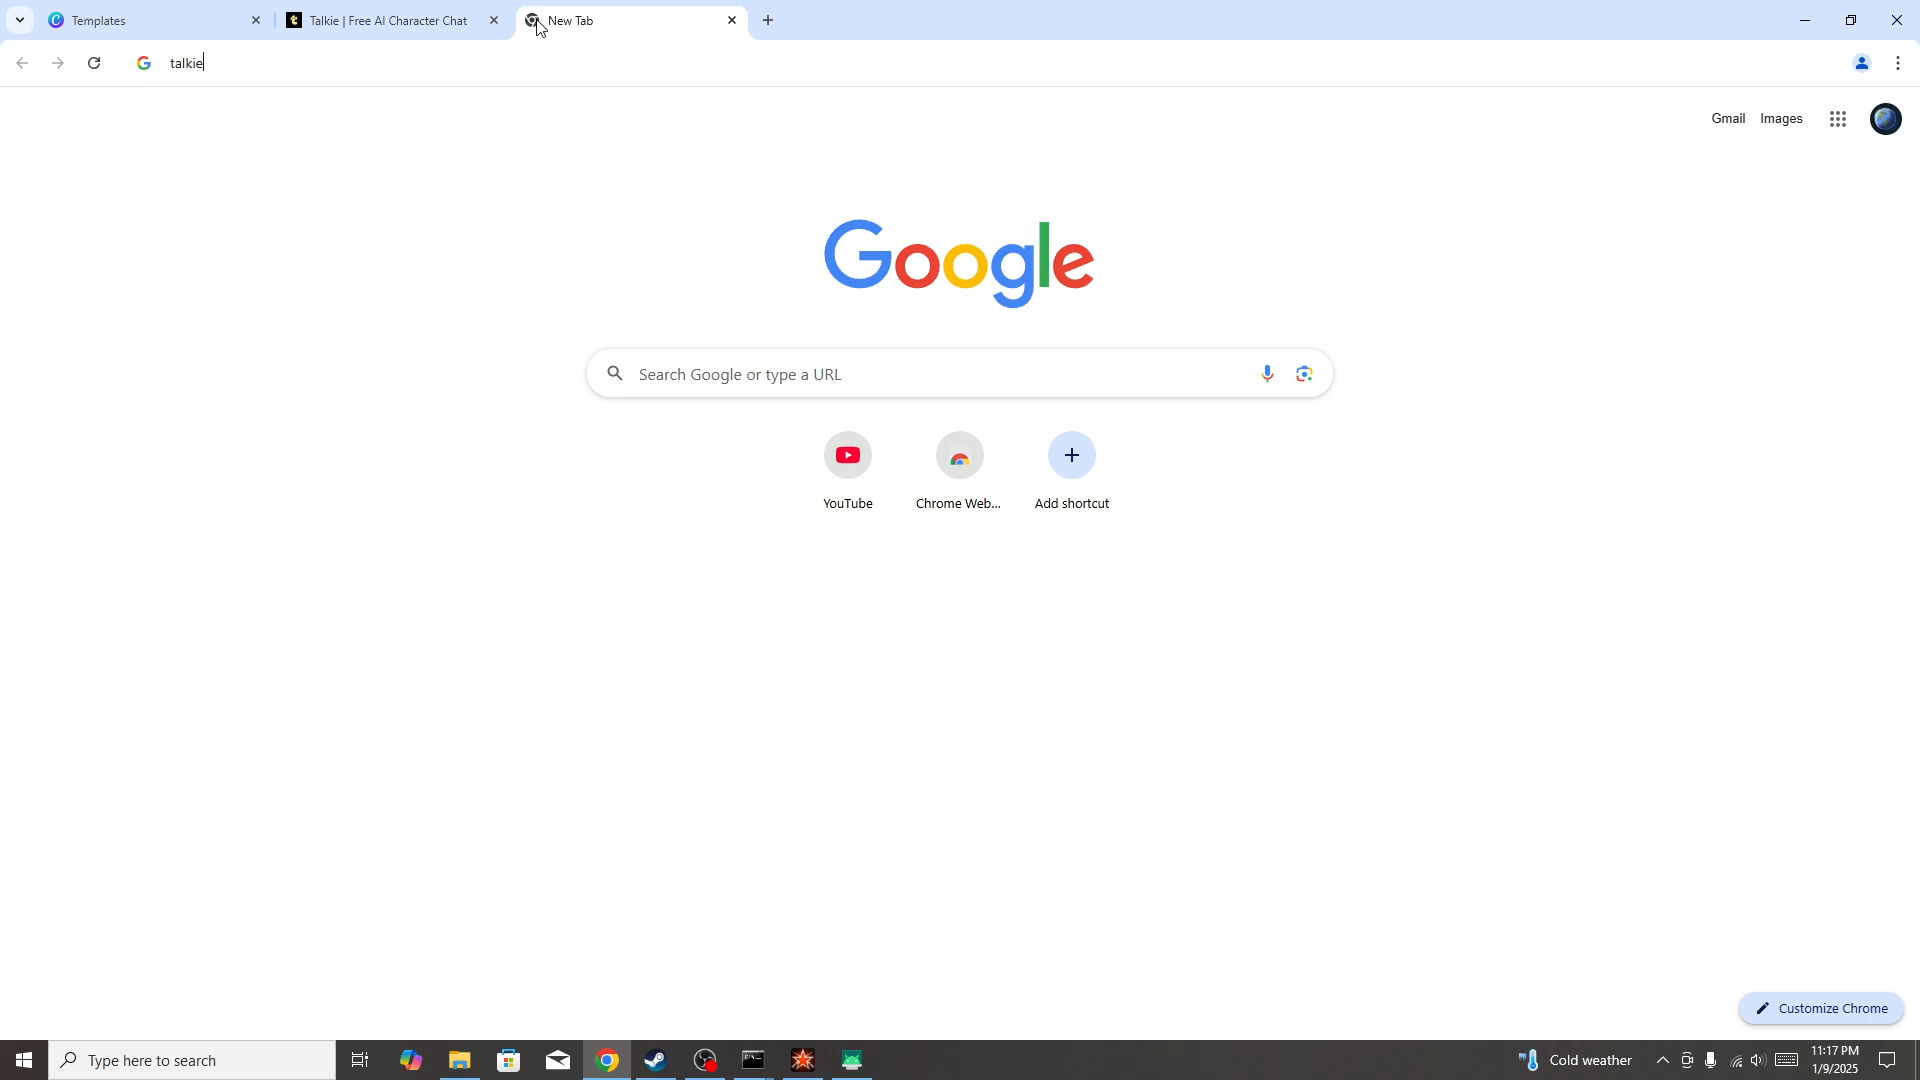 Templates
Talkie | Free AI Character Chat
New Tab
talkie
Gmail Images
Google
Search Google or type a URL
YouTube
Chrome Web...
Add shortcut
Customize Chrome
Type here to search
Cold weather
11:17 PM
1/9/2025